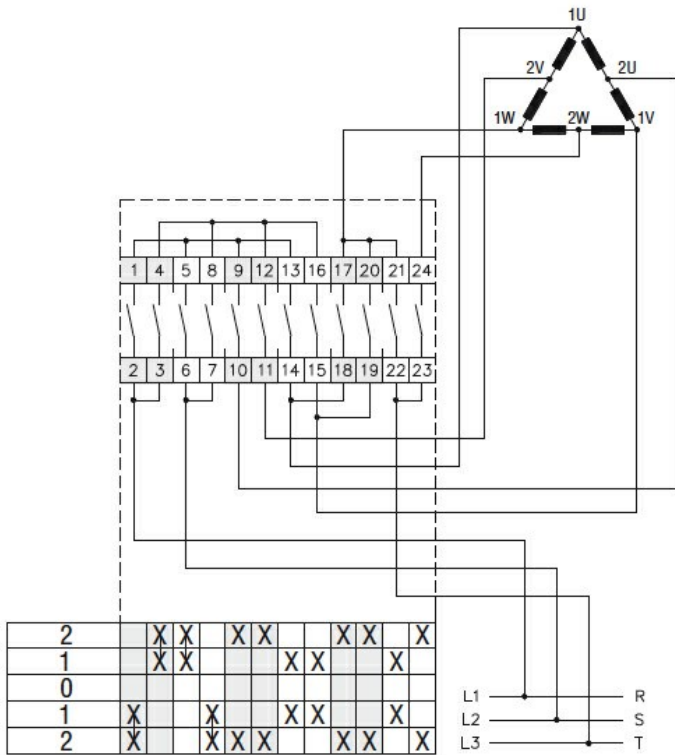 1U
2V 2U
1W 2W 1V
1 4 5 8 9 12 13 16 17 20 21 24
2 3 6 7 10 11 14 15 18 19 22 23
2 X X X X X X X
1 X X X X X
0
1 X X X X X
2 X X X X X X X
L1 R
L2 S
L3 T